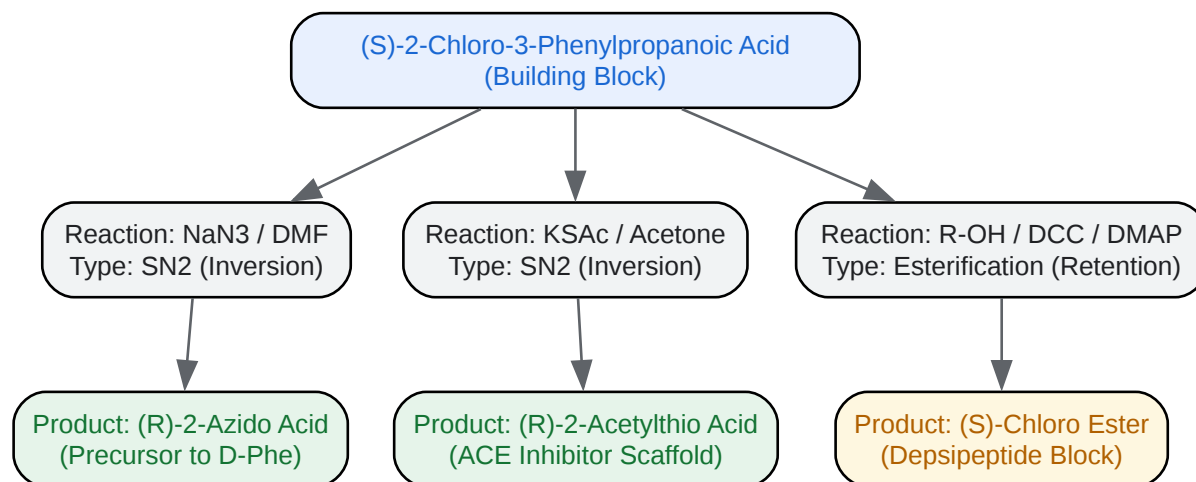 (S)-2-Chloro-3-Phenylpropanoic Acid
(Building Block)
Reaction: NaN3 / DMF
Type: SN2 (Inversion)
Reaction: KSAc / Acetone
Type: SN2 (Inversion)
Reaction: R-OH / DCC / DMAP
Type: Esterification (Retention)
Product: (R)-2-Azido Acid
(Precursor to D-Phe)
Product: (R)-2-Acetylthio Acid
(ACE Inhibitor Scaffold)
Product: (S)-Chloro Ester
(Depsipeptide Block)